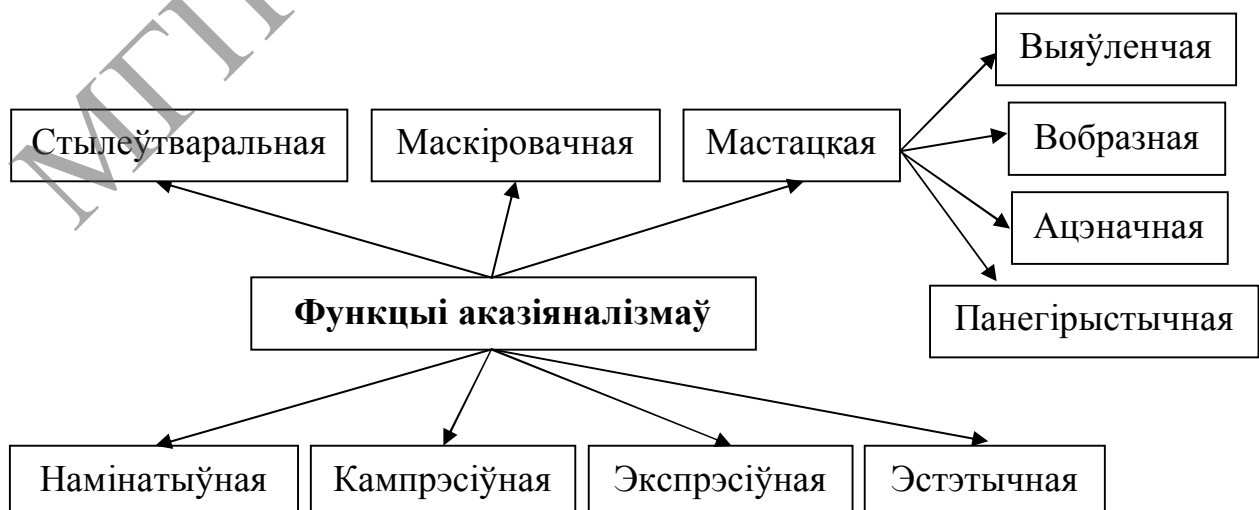 Выяўленчая
Стылеўтваральная Маскіровачная Мастацкая Вобразная
Ацэначная
Функцыі аказіяналізмаў Панегірыстычная
Намінатыўная Кампрэсіўная Экспрэсіўная Эстэтычная